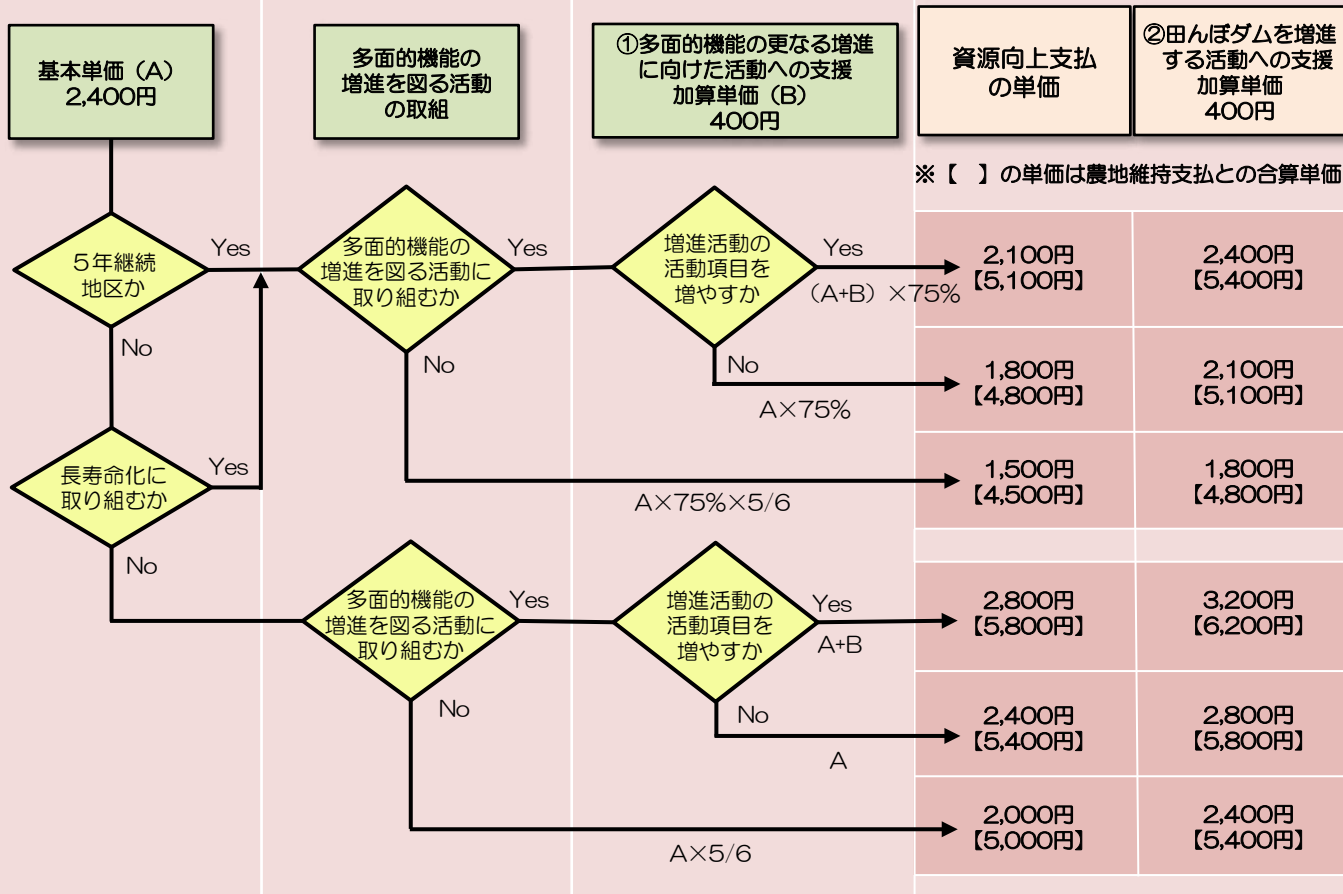 基本単価（A）
2,400円
多面的機能の
増進を図る活動
の取組
①多面的機能の更なる増進
に向けた活動への支援
加算単価（B）
400円
資源向上支払
の単価
②田んぼダムを増進
する活動への支援
加算単価
400円
※【　】の単価は農地維持支払との合算単価
５年継続
地区か
Yes
No
多面的機能の
増進を図る活動に
取り組むか
Yes
No
増進活動の
活動項目を
増やすか
Yes
（A+B）×75%
No
A×75%
A×75%×5/6
2,100円
【5,100円】
2,400円
【5,400円】
1,800円
【4,800円】
2,100円
【5,100円】
1,500円
【4,500円】
1,800円
【4,800円】
長寿命化に
取り組むか
Yes
No
多面的機能の
増進を図る活動に
取り組むか
Yes
No
増進活動の
活動項目を
増やすか
Yes
A+B
No
A
A×5/6
2,800円
【5,800円】
3,200円
【6,200円】
2,400円
【5,400円】
2,800円
【5,800円】
2,000円
【5,000円】
2,400円
【5,400円】